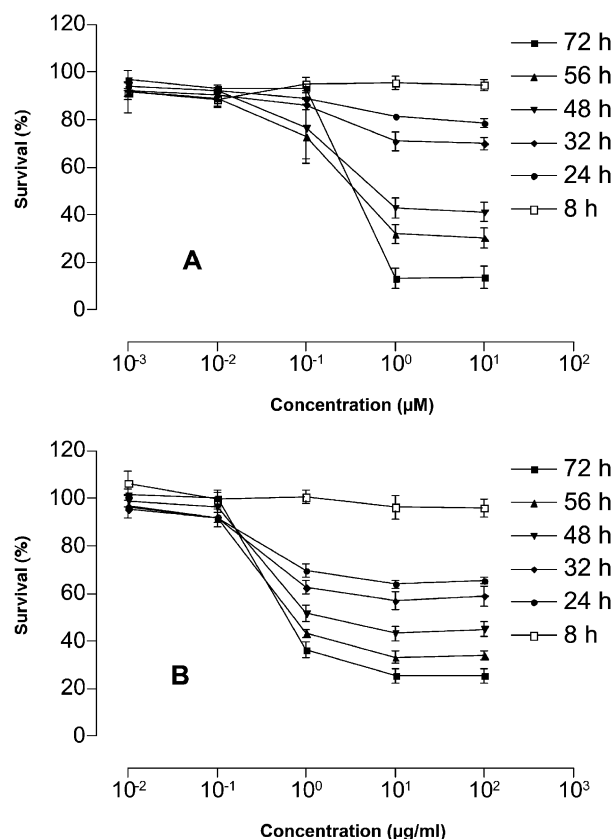 120
100
80
60
40
20
0
Survival (%)
A
10⁻³ 10⁻² 10⁻¹ 10⁰ 10¹ 10²
Concentration (µM)
72 h
56 h
48 h
32 h
24 h
8 h
120
100
80
60
40
20
0
Survival (%)
B
10⁻² 10⁻¹ 10⁰ 10¹ 10² 10³
Concentration (µg/ml)
72 h
56 h
48 h
32 h
24 h
8 h